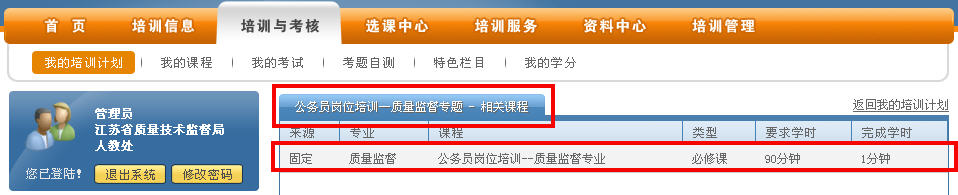 首 页 培训信息 培训与考核 选课中心 培训服务 资料中心 培训管理
我的培训计划 | 我的课程 | 我的考试 | 考题自测 | 特色栏目 | 我的学分
管理员
江苏省质量技术监督局
人教处
您已登陆! 退出系统 修改密码
公务员岗位培训—质量监督专题 - 相关课程
返回我的培训计划
来源 专业 课程 类型 要求学时 完成学时
固定 质量监督 公务员岗位培训--质量监督专业 必修课 90分钟 1分钟